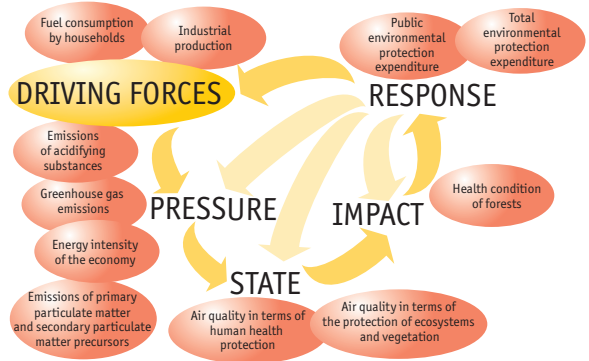 Fuel consumption
by households
Industrial
production
Public
environmental
protection
expenditure
Total
environmental
protection
expenditure
DRIVING FORCES
RESPONSE
Emissions
of acidifying
substances
Greenhouse gas
emissions
PRESSURE
IMPACT
Health condition
of forests
Energy intensity
of the economy
STATE
Emissions of primary
particulate matter
and secondary particulate
matter precursors
Air quality in terms of
human health
protection
Air quality in terms of
the protection of ecosystems
and vegetation